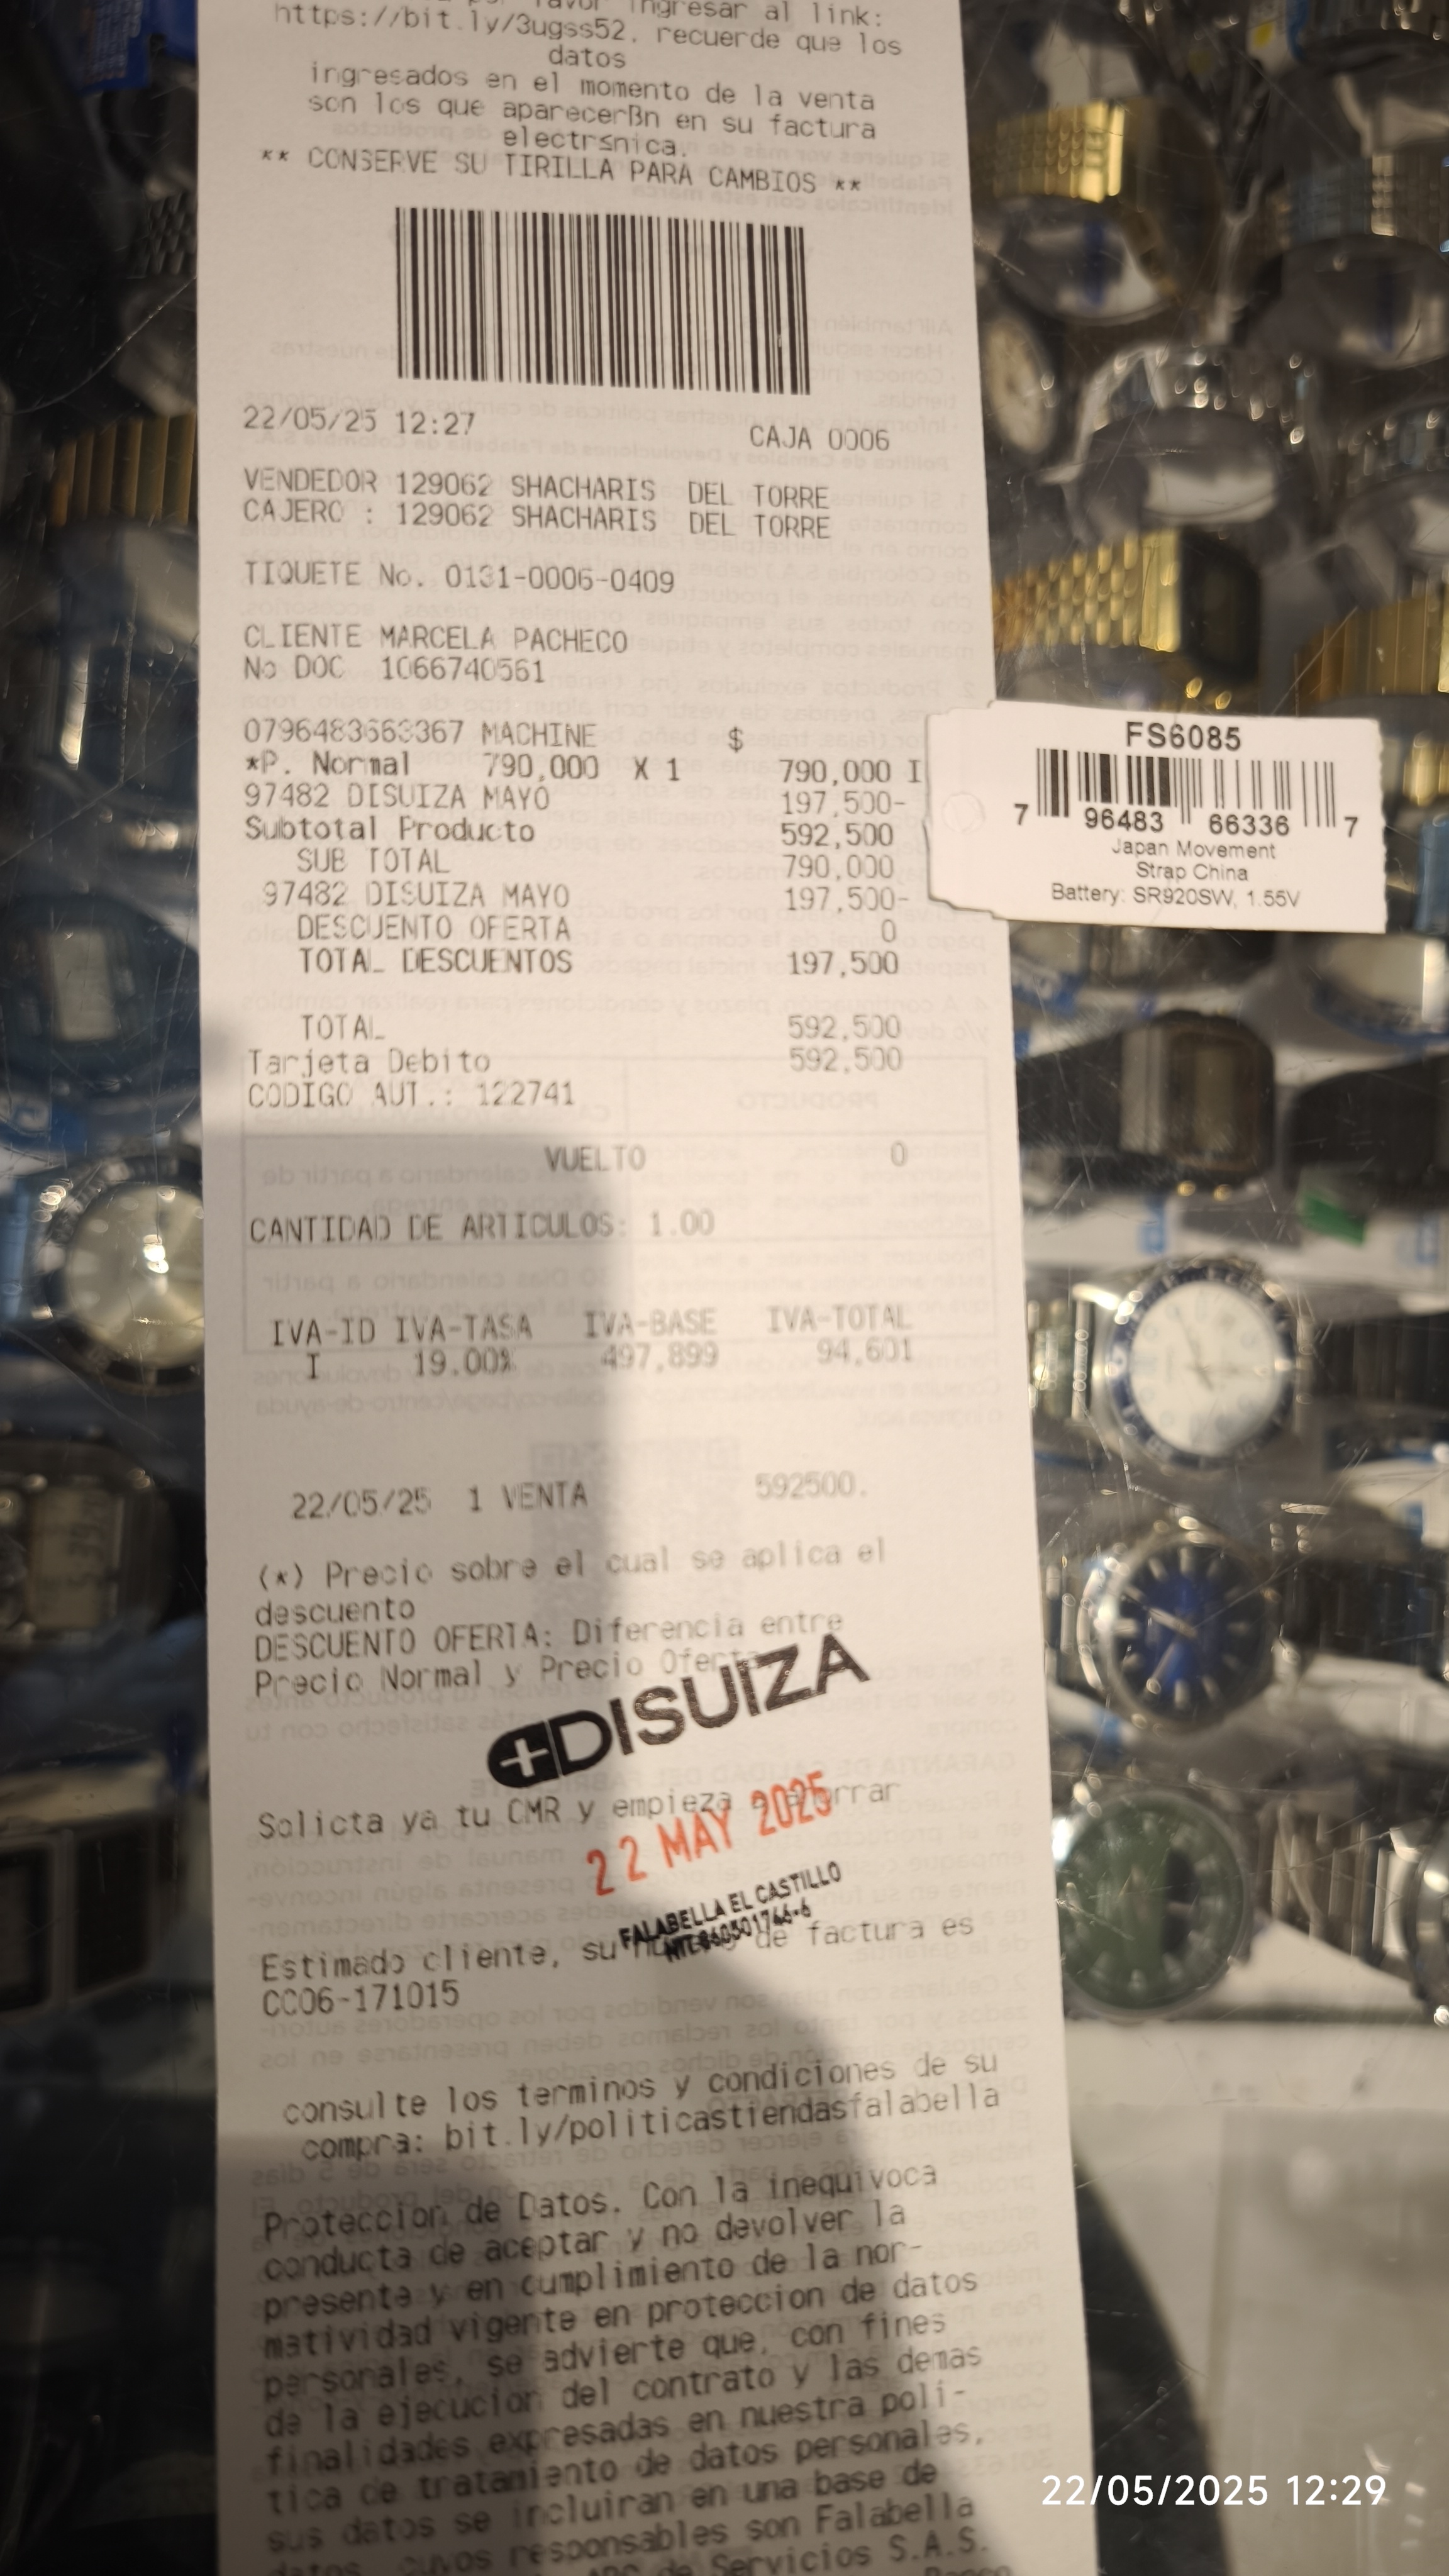 por favor ingresar al link:
https://bit.ly/3ugss52, recuerde que los
datos
ingresados en el momento de la venta
son los que aparecerßn en su factura
electr≤nica.
** CONSERVE SU TIRILLA PARA CAMBIOS **
22/05/25 12:27 CAJA 0006
VENDEDOR 129062 SHACHARIS DEL TORRE
CAJERO : 129062 SHACHARIS DEL TORRE
TIQUETE No. 0131-0006-0409
CLIENTE MARCELA PACHECO
No DOC 1066740561
0796483663367 MACHINE $
*P. Normal 790,000 X 1 790,000 I
97482 DISUIZA MAYO 197,500-
Subtotal Producto 592,500
SUB TOTAL 790,000
97482 DISUIZA MAYO 197,500-
DESCUENTO OFERTA 0
TOTAL DESCUENTOS 197,500
TOTAL 592,500
Tarjeta Debito 592,500
CODIGO AUT.: 122741
VUELTO 0
CANTIDAD DE ARTICULOS: 1.00
IVA-ID IVA-TASA IVA-BASE IVA-TOTAL
I 19.00% 497,899 94,601
22/05/25 1 VENTA 592500.
(*) Precio sobre el cual se aplica el
descuento
DESCUENTO OFERTA: Diferencia entre
Precio Normal y Precio Oferta
DISUIZA
Solicta ya tu CMR y empieza a ahorrar
22 MAY 2025
FALABELLA EL CASTILLO
NIT.860501766-6
Estimado cliente, su numero de factura es
CC06-171015
consulte los terminos y condiciones de su
compra: bit.ly/politicastiendasfalabella
Proteccion de Datos. Con la inequivoca
conducta de aceptar y no devolver la
presente y en cumplimiento de la nor-
matividad vigente en proteccion de datos
personales, se advierte que, con fines
de la ejecucion del contrato y las demas
finalidades expresadas en nuestra poli-
tica de tratamiento de datos personales,
sus datos se incluiran en una base de
datos, cuyos responsables son Falabella
de Servicios S.A.S.
Banco
FS6085
7 96483 66336 7
Japan Movement
Strap China
Battery: SR920SW, 1.55V
22/05/2025 12:29